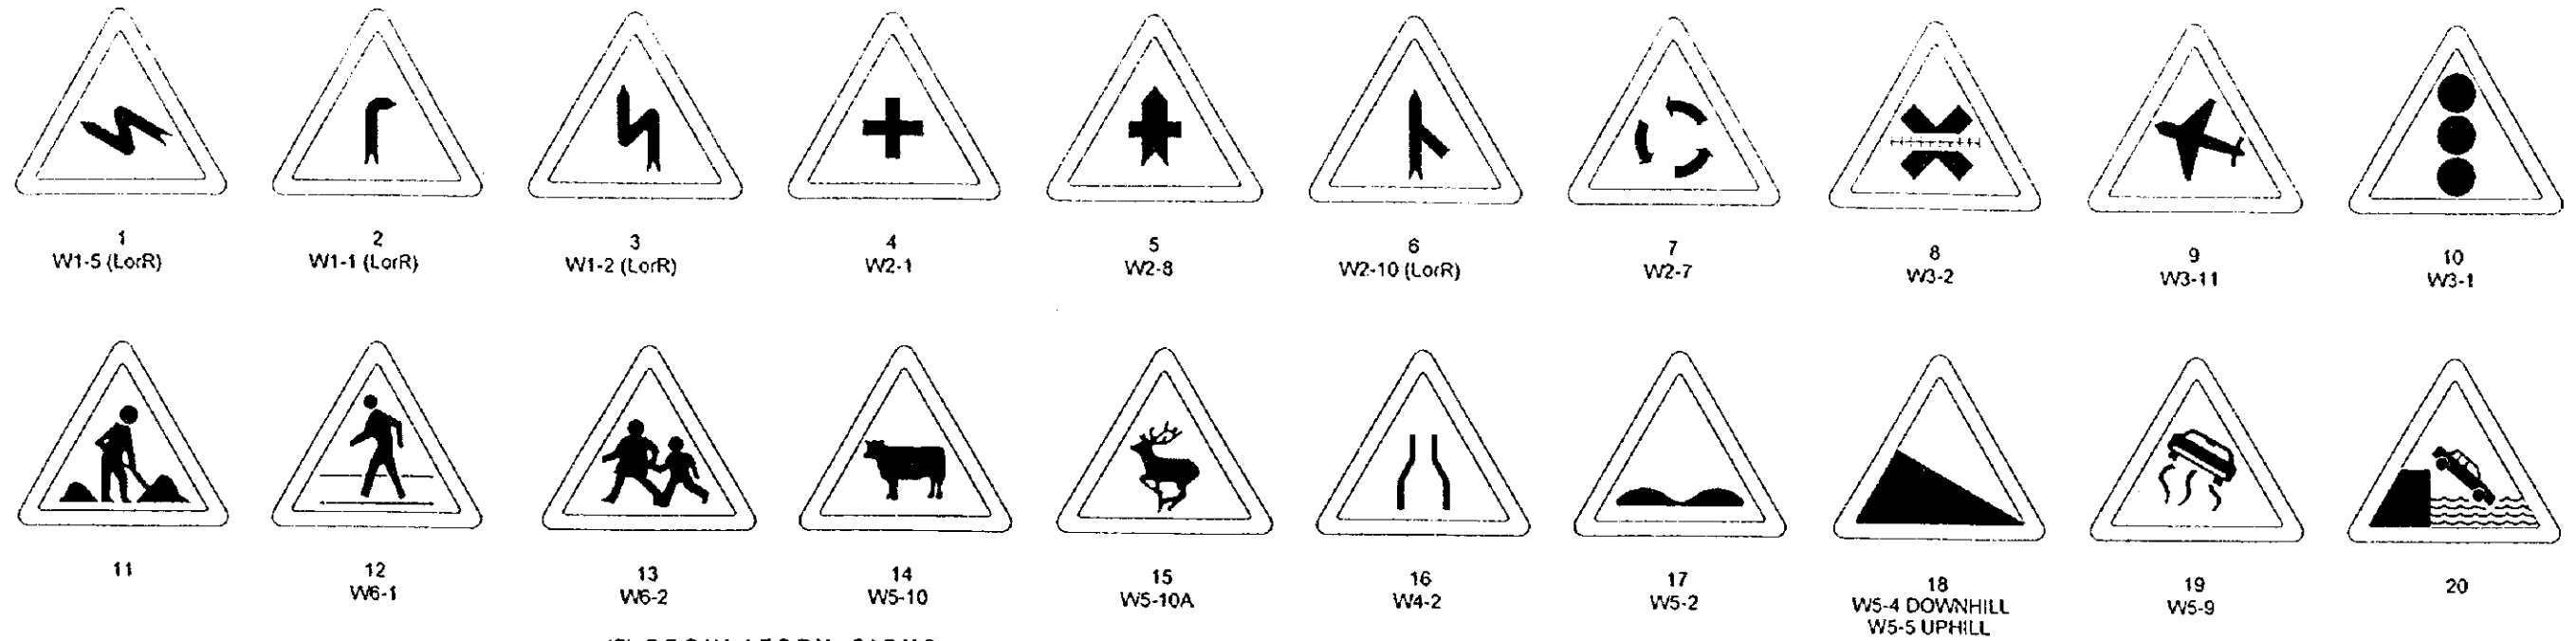 1
W1-5 (LorR)
2
W1-1 (LorR)
3
W1-2 (LorR)
4
W2-1
5
W2-8
6
W2-10 (LorR)
7
W2-7
8
W3-2
9
W3-11
10
W3-1
11
12
W6-1
13
W6-2
14
W5-10
15
W5-10A
16
W4-2
17
W5-2
18
W5-4 DOWNHILL
W5-5 UPHILL
19
W5-9
20